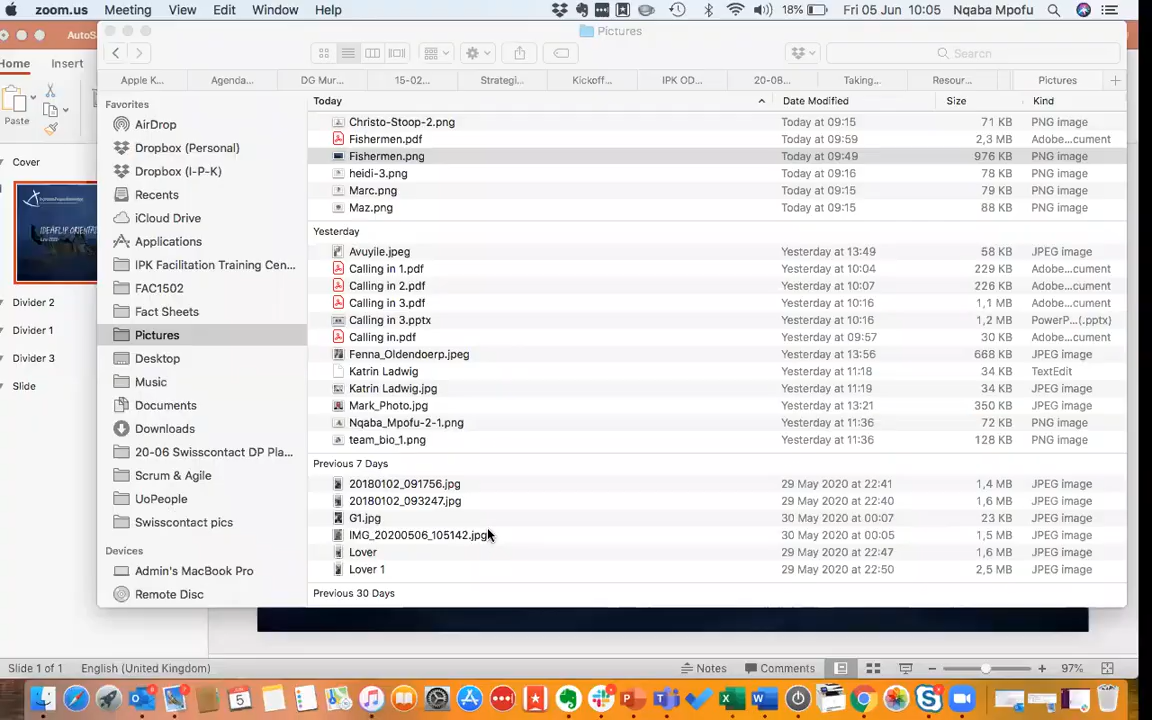 zoom.us Meeting View Edit Window Help 18% Fri 05 Jun 10:05 Nqaba Mpofu
AutoS
Pictures
Home Insert
Search
Apple K... Agenda... DG Mur... 15-02... Strategi... Kickoff... IPK OD... 20-08... Taking... Resour... Pictures
Paste
Favorites
Today Date Modified Size Kind
AirDrop
Christo-Stoop-2.png Today at 09:15 71 KB PNG image
Dropbox (Personal)
Fishermen.pdf Today at 09:59 2,3 MB Adobe...cument
Fishermen.png Today at 09:49 976 KB PNG image
Cover
Dropbox (I-P-K)
heidi-3.png Today at 09:16 78 KB PNG image
Recents
Marc.png Today at 09:15 79 KB PNG image
Maz.png Today at 09:15 88 KB PNG image
iCloud Drive
Yesterday
IDEAFLIP ORIENTA
Applications
Avuyile.jpeg Yesterday at 13:49 58 KB JPEG image
IPK Facilitation Training Cen...
Calling in 1.pdf Yesterday at 10:04 229 KB Adobe...cument
FAC1502
Calling in 2.pdf Yesterday at 10:07 226 KB Adobe...cument
Divider 2
Calling in 3.pdf Yesterday at 10:16 1,1 MB Adobe...cument
Fact Sheets
Calling in 3.pptx Yesterday at 10:16 1,2 MB PowerP...(.pptx)
Divider 1
Pictures
Calling in.pdf Yesterday at 09:57 30 KB Adobe...cument
Divider 3
Desktop
Fenna_Oldendoerp.jpeg Yesterday at 13:56 668 KB JPEG image
Katrin Ladwig Yesterday at 11:18 34 KB TextEdit
Slide
Music
Katrin Ladwig.jpg Yesterday at 11:19 34 KB JPEG image
Documents
Mark_Photo.jpg Yesterday at 13:21 350 KB JPEG image
Downloads
Nqaba_Mpofu-2-1.png Yesterday at 11:36 72 KB PNG image
team_bio_1.png Yesterday at 11:36 128 KB PNG image
20-06 Swisscontact DP Pla...
Previous 7 Days
Scrum & Agile
20180102_091756.jpg 29 May 2020 at 22:41 1,4 MB JPEG image
UoPeople
20180102_093247.jpg 29 May 2020 at 22:40 1,6 MB JPEG image
Swisscontact pics
G1.jpg 30 May 2020 at 00:07 23 KB JPEG image
IMG_20200506_105142.jpg 30 May 2020 at 00:05 1,5 MB JPEG image
Devices
Lover 29 May 2020 at 22:47 1,6 MB JPEG image
Admin's MacBook Pro
Lover 1 29 May 2020 at 22:50 2,5 MB JPEG image
Remote Disc
Previous 30 Days
Slide 1 of 1 English (United Kingdom) Notes Comments 97%